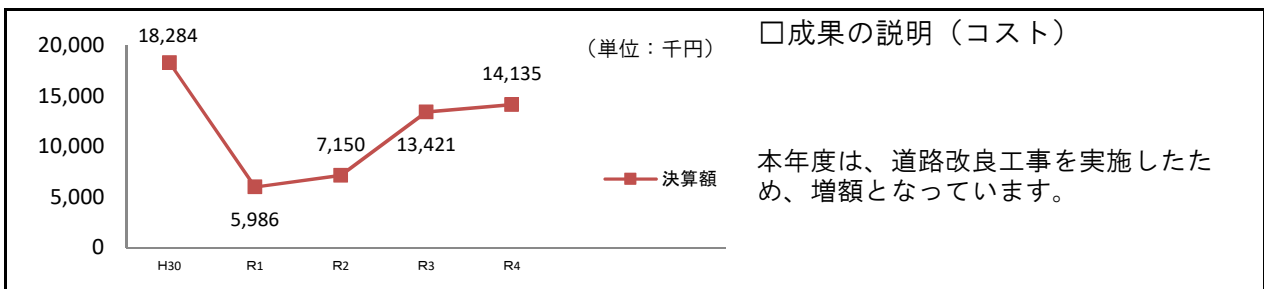 20,000
15,000
10,000
5,000
0
18,284
5,986
7,150
13,421
14,135
(単位：千円)
決算額
H30
R1
R2
R3
R4
□成果の説明（コスト）
本年度は、道路改良工事を実施したた
め、増額となっています。